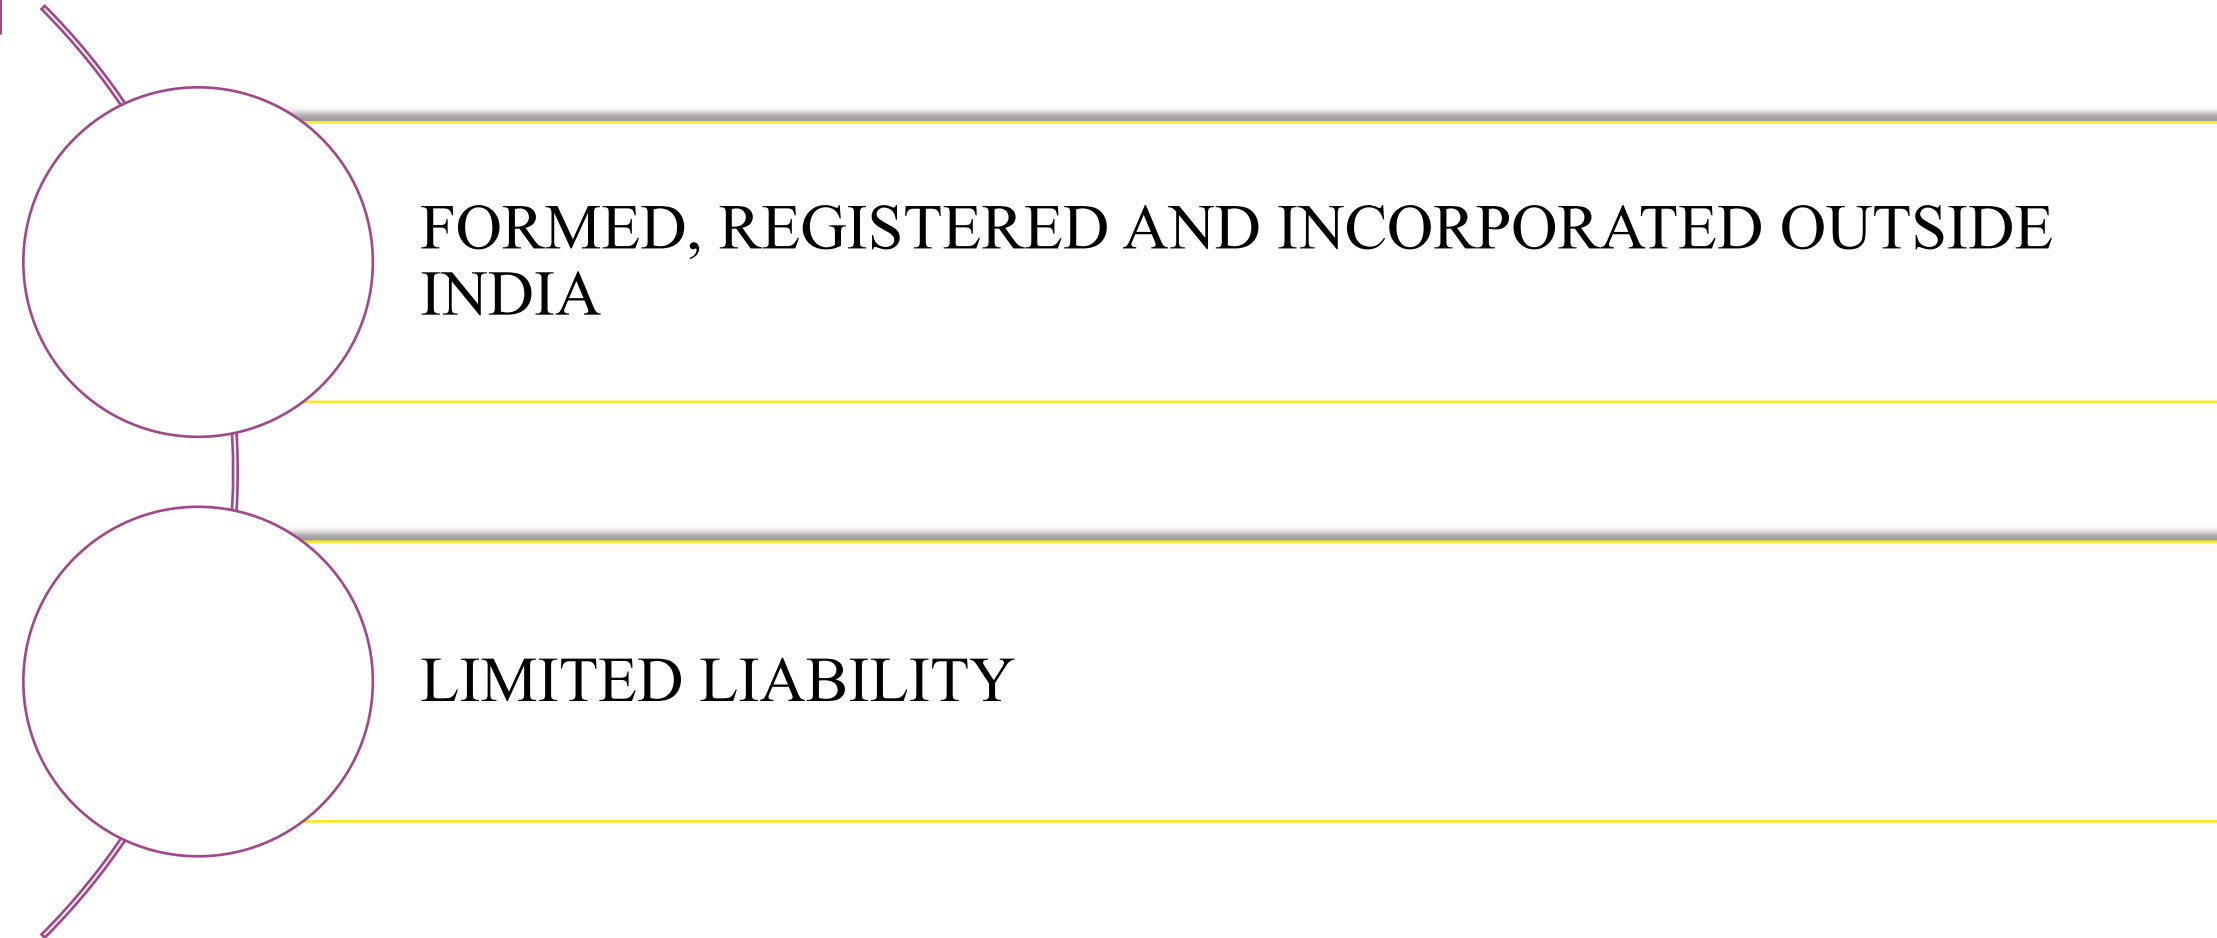 FORMED, REGISTERED AND INCORPORATED OUTSIDE
INDIA
LIMITED LIABILITY